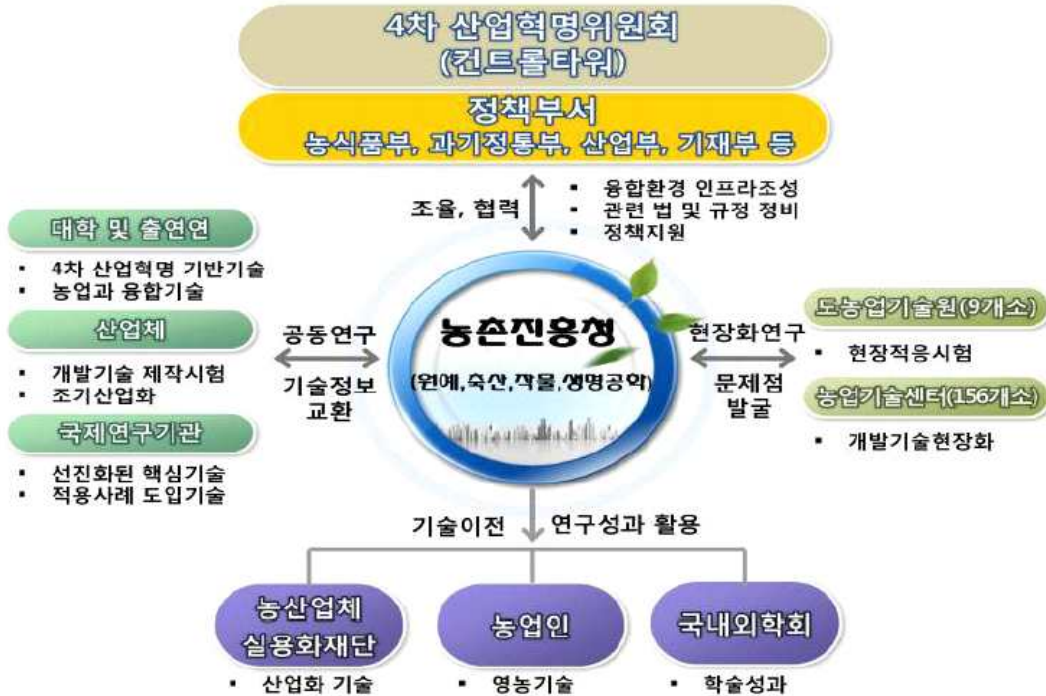 4차 산업혁명위원회
(컨트롤타워)
정책부서
농식품부, 과기정통부, 산업부, 기재부 등
조율, 협력
▪ 융합환경 인프라조성
▪ 관련 법 및 규정 정비
▪ 정책지원
대학 및 출연연
▪ 4차 산업혁명 기반기술
▪ 농업과 융합기술
산업체
▪ 개발기술 제작시험
▪ 조기산업화
국제연구기관
▪ 선진화된 핵심기술
▪ 적용사례 도입기술
공동연구
기술정보
교환
농촌진흥청
(원예,축산,작물,생명공학)
현장화연구
문제점
발굴
도농업기술원(9개소)
▪ 현장적응시험
농업기술센터(156개소)
▪ 개발기술현장화
기술이전
연구성과 활용
농산업체
실용화재단
▪ 산업화 기술
농업인
▪ 영농기술
국내외학회
▪ 학술성과